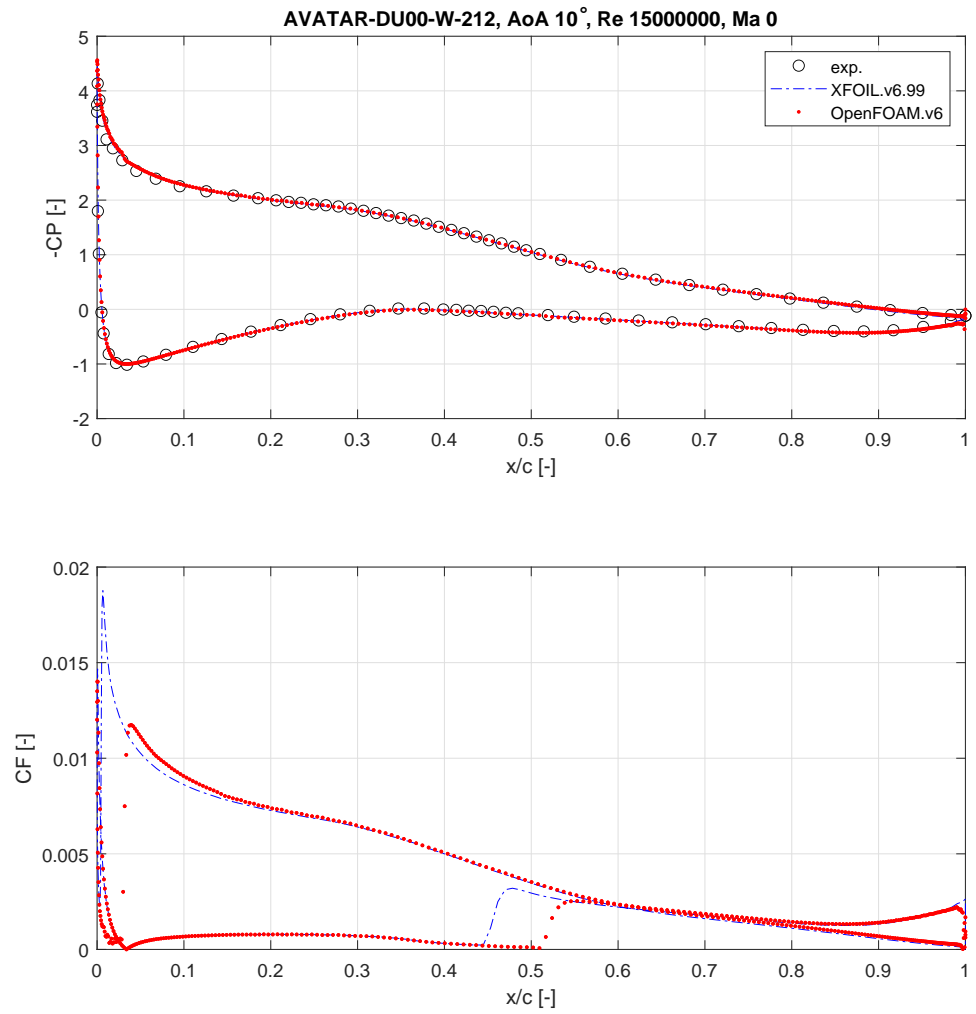 AVATAR-DU00-W-212, AoA 10°, Re 15000000, Ma 0
5
4
3
2
1
0
-1
-2
-CP [-]
exp.
XFOIL.v6.99
OpenFOAM.v6
0 0.1 0.2 0.3 0.4 0.5 0.6 0.7 0.8 0.9 1
x/c [-]
0.02
0.015
0.01
0.005
0
CF [-]
0 0.1 0.2 0.3 0.4 0.5 0.6 0.7 0.8 0.9 1
x/c [-]